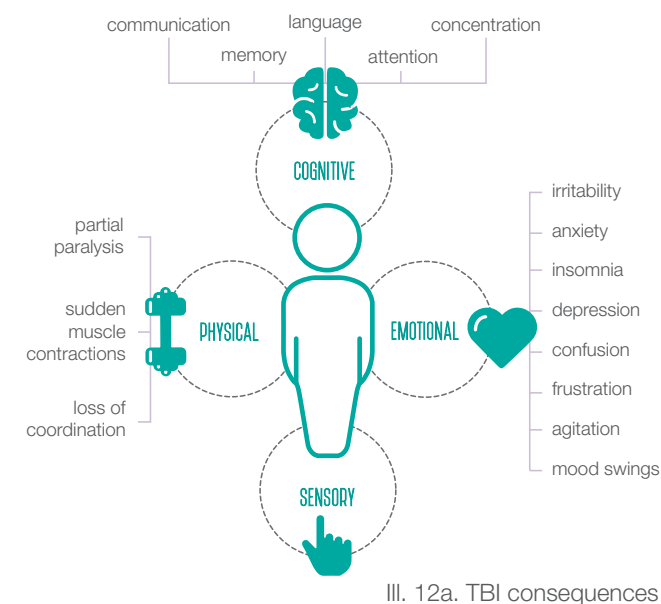 communication
language
concentration
memory
attention
COGNITIVE
partial
paralysis
sudden
muscle
contractions
loss of
coordination
PHYSICAL
EMOTIONAL
irritability
anxiety
insomnia
depression
confusion
frustration
agitation
mood swings
SENSORY
Ill. 12a. TBI consequences